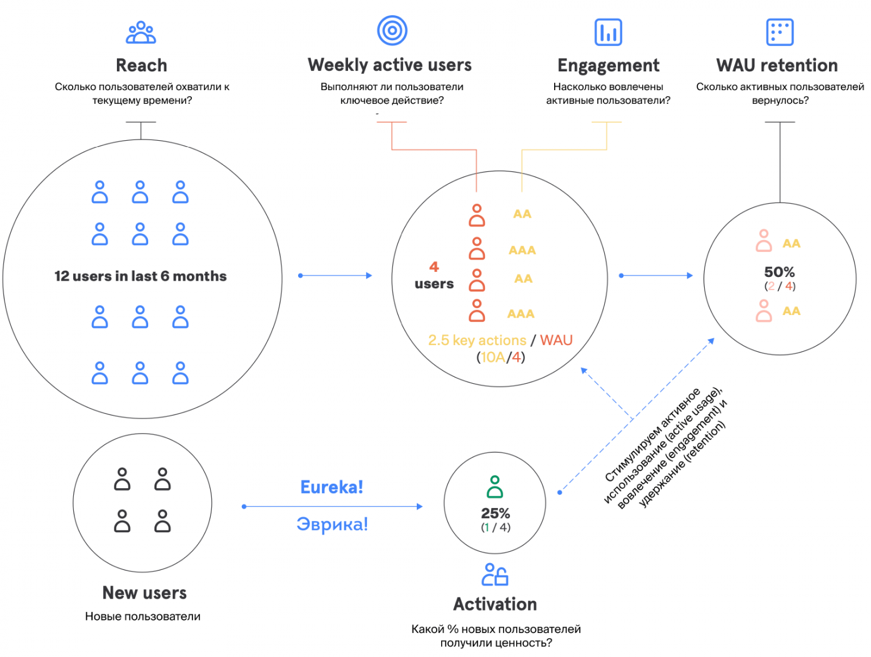 Reach
Сколько пользователей охватили к
текущему времени?
Weekly active users
Выполняют ли пользователи
ключевое действие?
Engagement
Насколько вовлечены
активные пользователи?
WAU retention
Сколько активных пользователей
вернулось?
12 users in last 6 months
4
users
AA
AAA
AA
AAA
2.5 key actions / WAU
(10A/4)
AA
50%
(2 / 4)
AA
Стимулируем активное
использование (active usage),
вовлечение (engagement) и
удержание (retention)
Eureka!
Эврика!
25%
(1 / 4)
New users
Новые пользователи
Activation
Какой % новых пользователей
получили ценность?